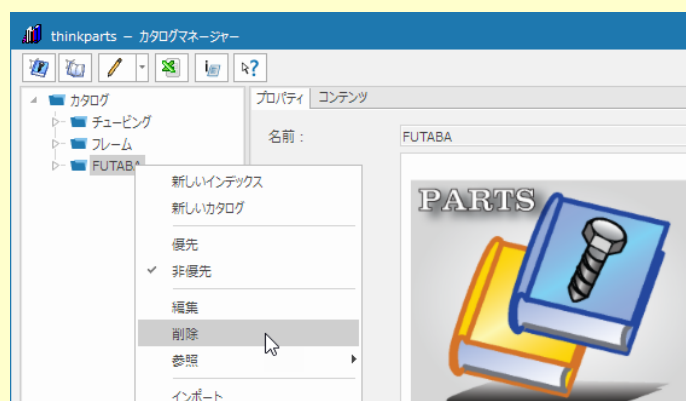 thinkparts – カタログマネージャー
カタログ
チュービング
フレーム
FUTABA
プロパティ コンテンツ
名前 : FUTABA
PARTS
新しいインデックス
新しいカタログ
優先
非優先
編集
削除
参照
インポート